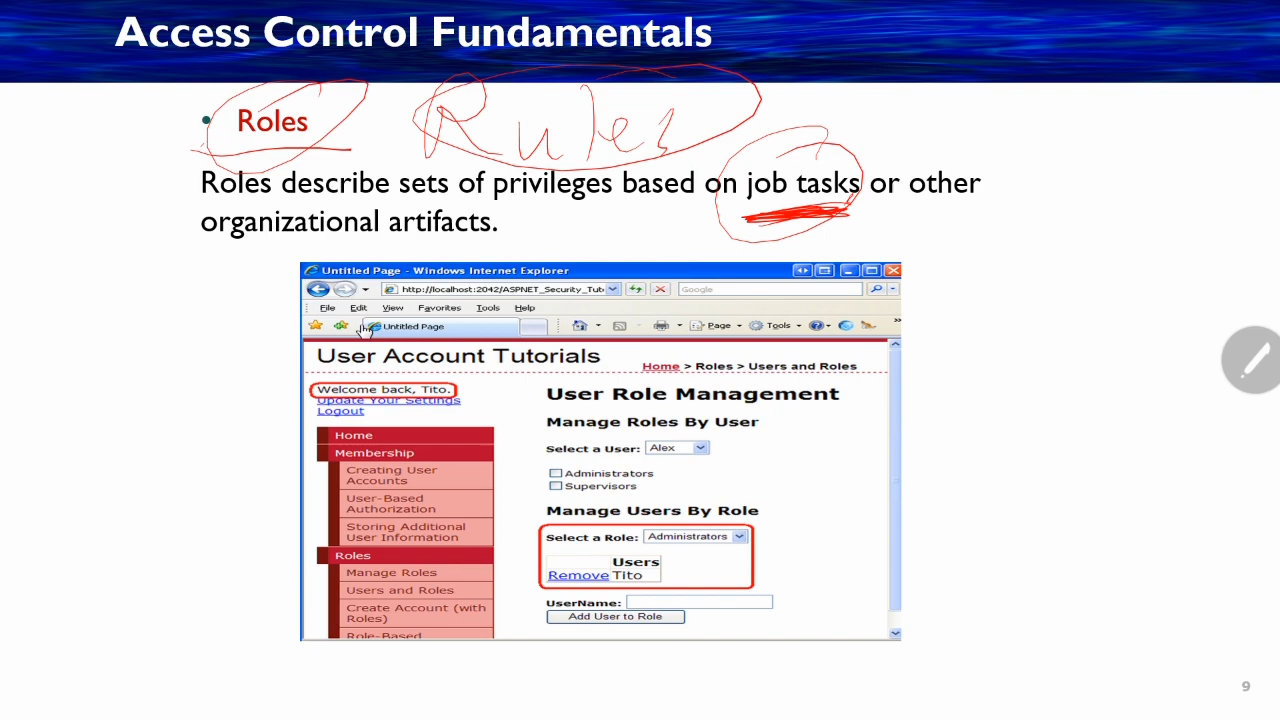 Access Control Fundamentals
• Roles
Rules
Roles describe sets of privileges based on job tasks or other
organizational artifacts.
Untitled Page - Windows Internet Explorer
http://localhost:2042/ASPNET_Security_Tut
Google
File Edit View Favorites Tools Help
Untitled Page
Page Tools
User Account Tutorials
Home > Roles > Users and Roles
Welcome back, Tito.
Update Your Settings
Logout
Home
Membership
Creating User
Accounts
User-Based
Authorization
Storing Additional
User Information
Roles
Manage Roles
Users and Roles
Create Account (with
Roles)
Role-Based
User Role Management
Manage Roles By User
Select a User: Alex
Administrators
Supervisors
Manage Users By Role
Select a Role: Administrators
Users
Remove Tito
UserName:
Add User to Role
9